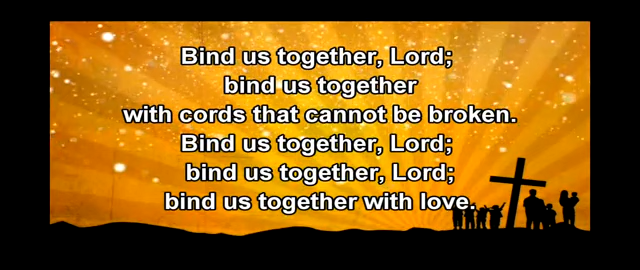 Bind us together, Lord;
bind us together
with cords that cannot be broken.
Bind us together, Lord;
bind us together, Lord;
bind us together with love.